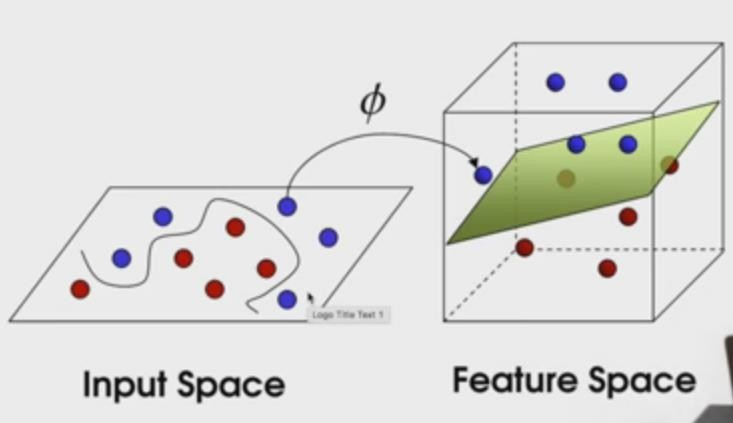 ϕ
Logo Title Text 1
Input Space
Feature Space